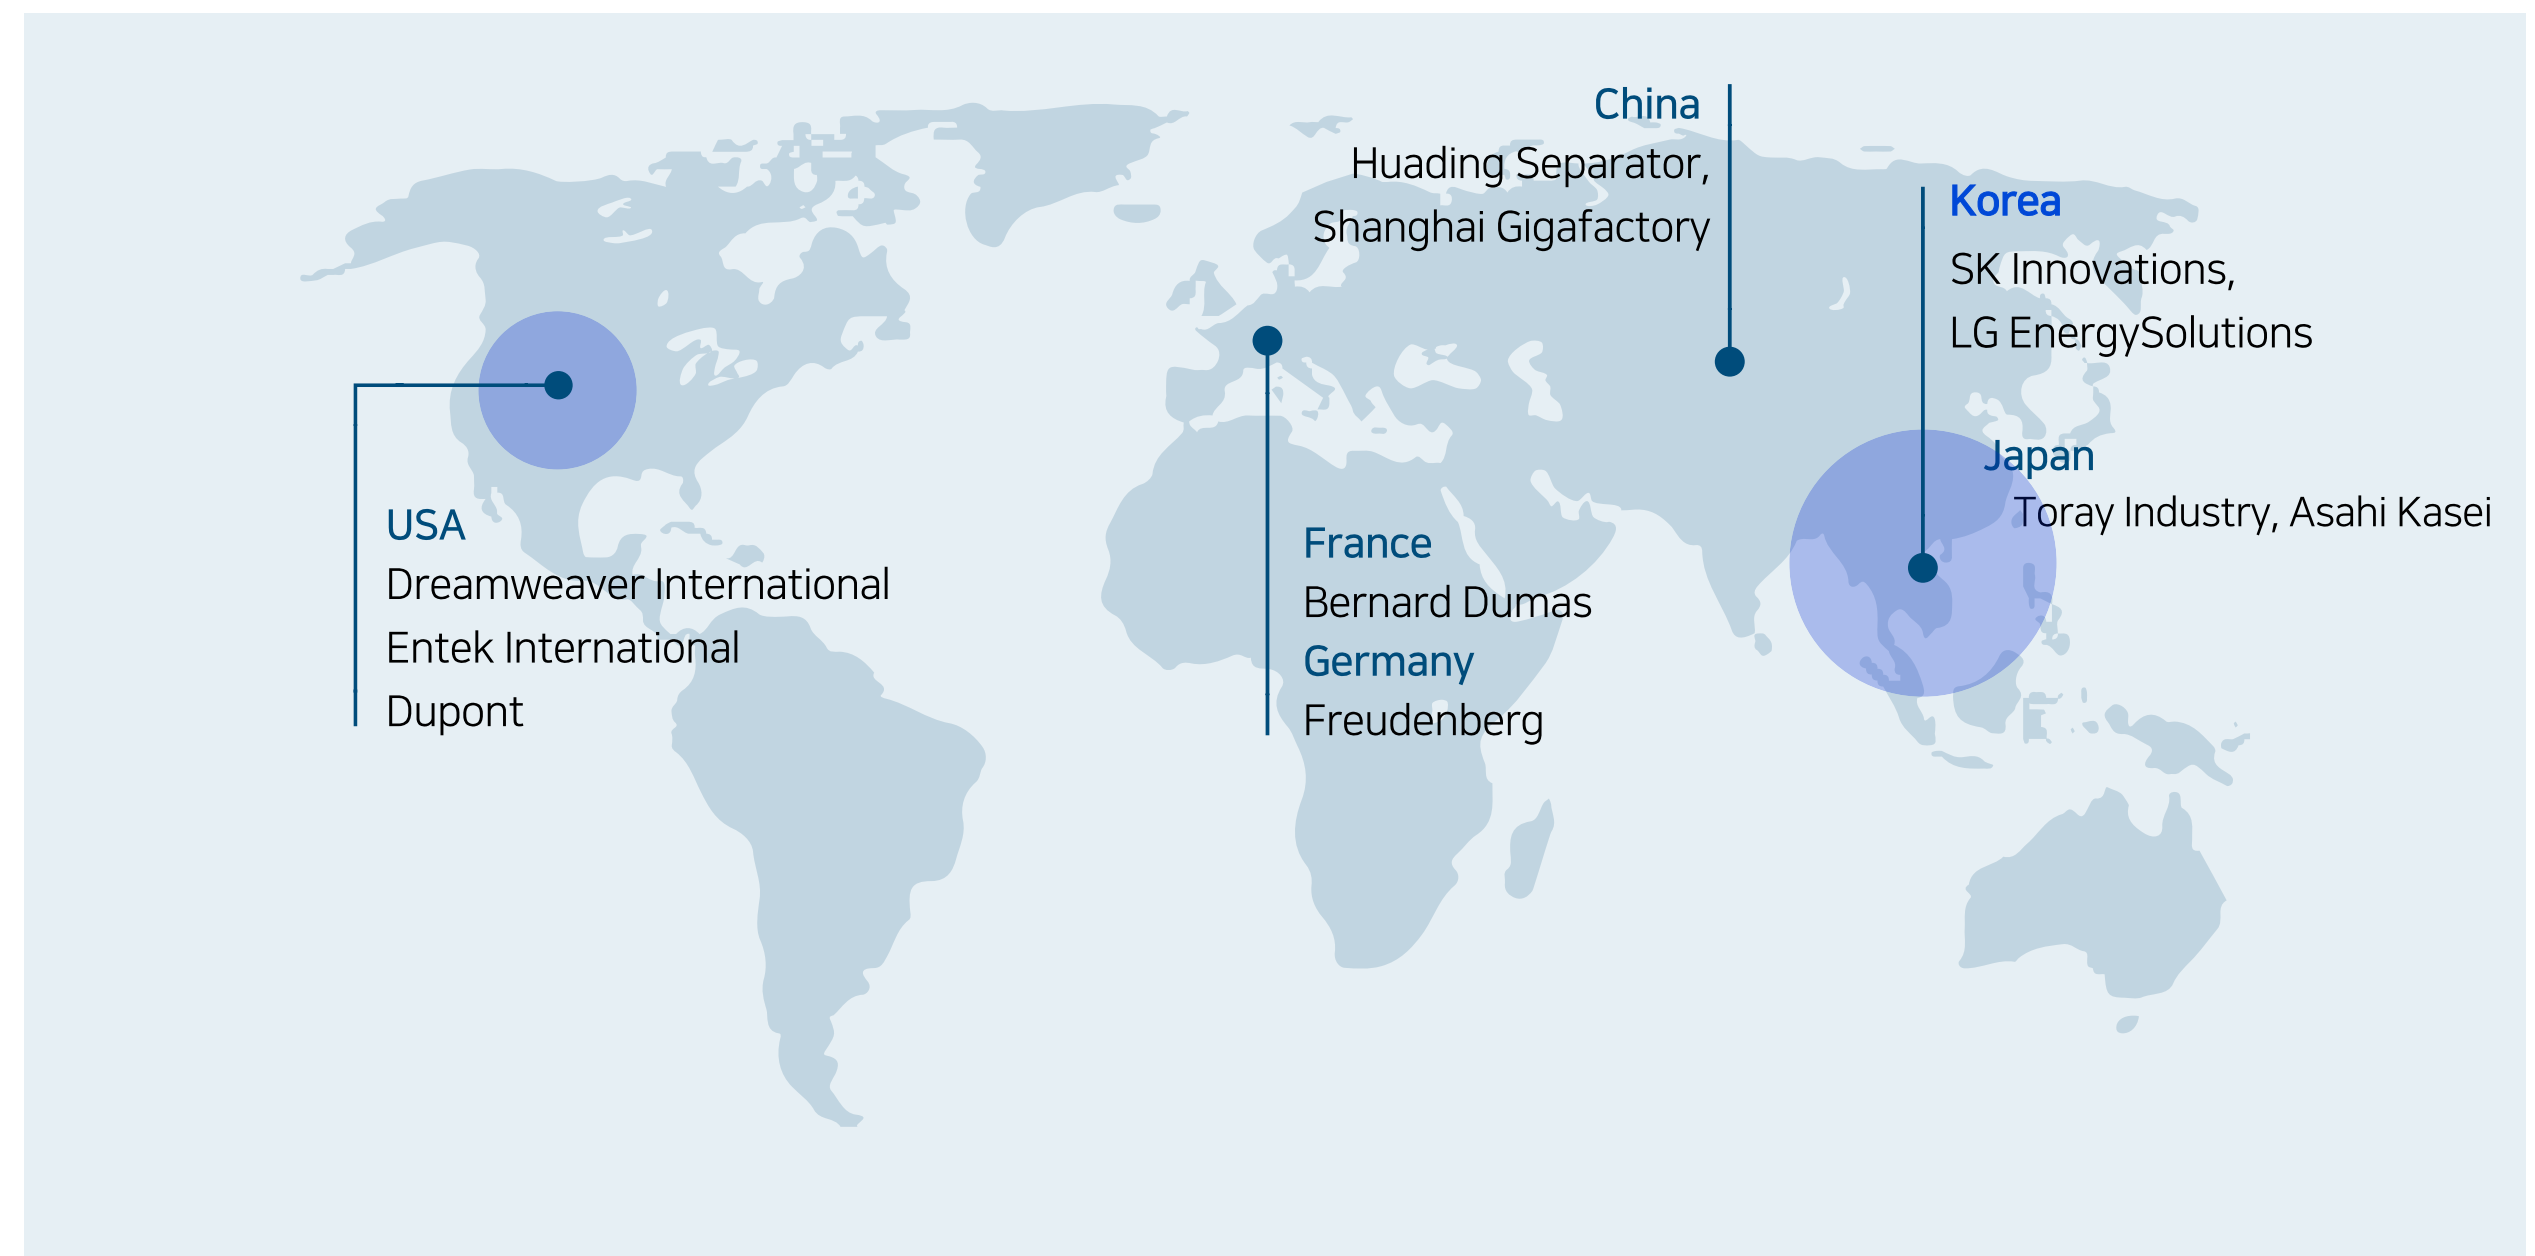 China
Huading Separator,
Shanghai Gigafactory
Korea
SK Innovations,
LG EnergySolutions
Japan
Toray Industry, Asahi Kasei
USA
Dreamweaver International
Entek International
Dupont
France
Bernard Dumas
Germany
Freudenberg